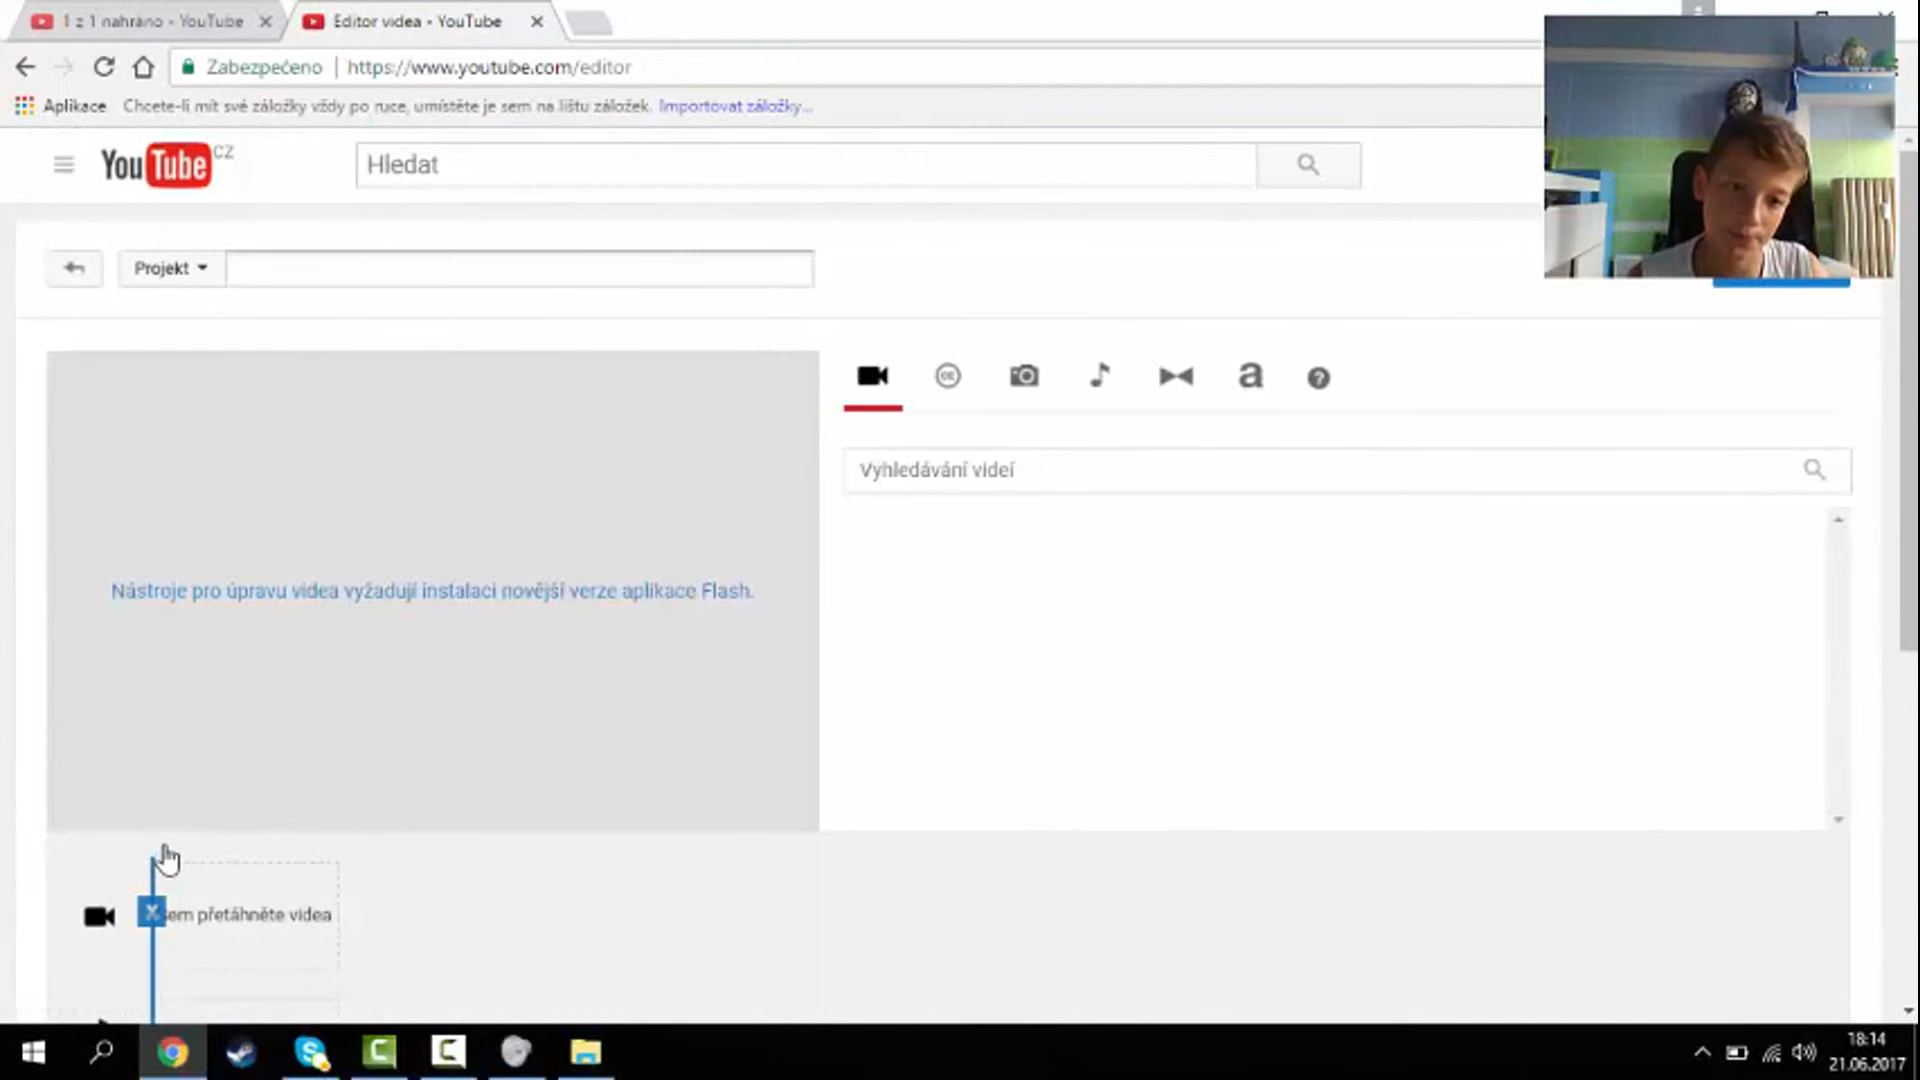 1 z 1 nahráno - YouTube
Editor videa - YouTube
Zabezpečeno
https://www.youtube.com/editor
Aplikace
Chcete-li mít své záložky vždy po ruce, umístěte je sem na lištu záložek. Importovat záložky...
YouTube CZ
Hledat
Projekt
Vyhledávání videí
Nástroje pro úpravu videa vyžadují instalaci novější verze aplikace Flash.
em přetáhněte videa
18:14
21.06.2017